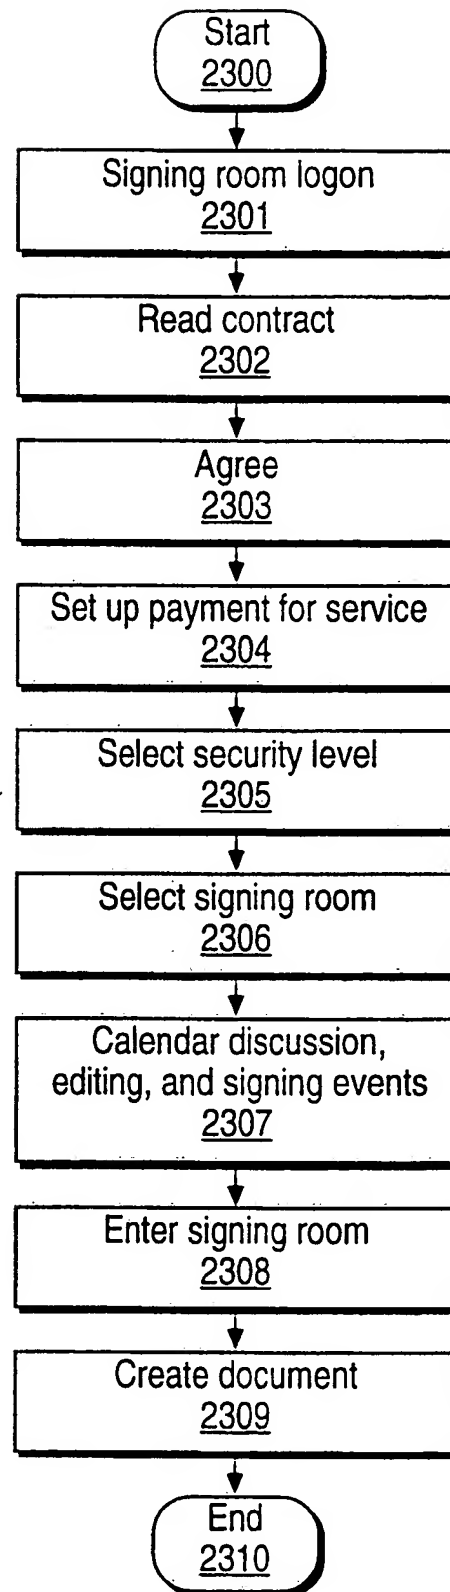 Start
2300
Signing room logon
2301
Read contract
2302
Agree
2303
Set up payment for service
2304
Select security level
2305
Select signing room
2306
Calendar discussion,
editing, and signing events
2307
Enter signing room
2308
Create document
2309
End
2310